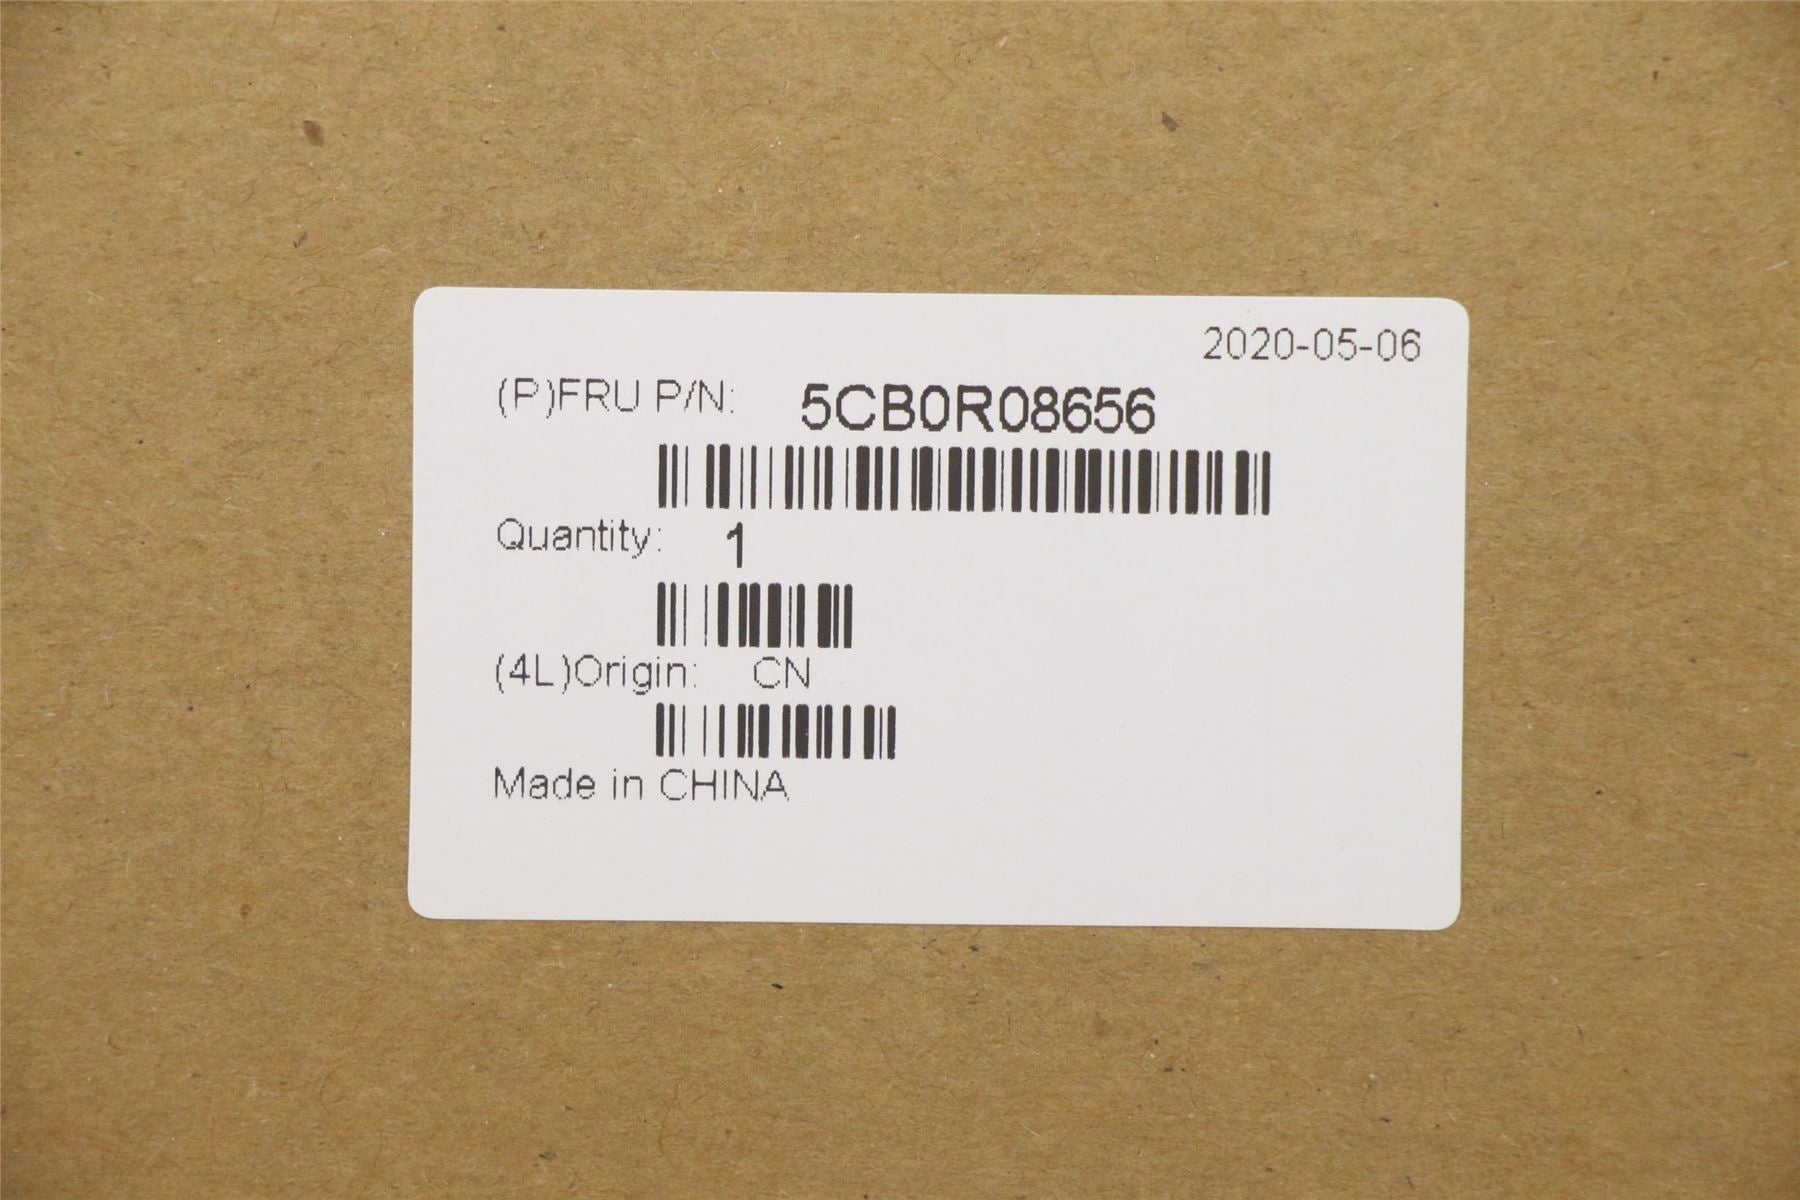 2020-05-06
(P)FRU P/N: 5CB0R08656
Quantity: 1
(4L)Origin: CN
Made in CHINA